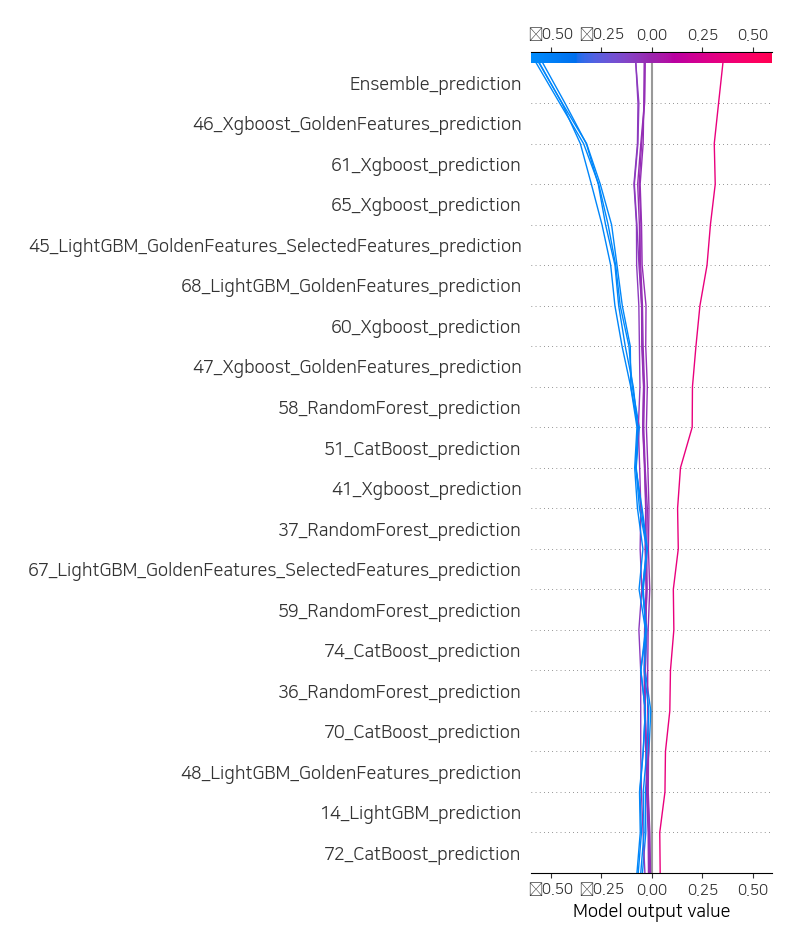 0.50 0.25 0.00 0.25 0.50
Ensemble_prediction
46_Xgboost_GoldenFeatures_prediction
61_Xgboost_prediction
65_Xgboost_prediction
45_LightGBM_GoldenFeatures_SelectedFeatures_prediction
68_LightGBM_GoldenFeatures_prediction
60_Xgboost_prediction
47_Xgboost_GoldenFeatures_prediction
58_RandomForest_prediction
51_CatBoost_prediction
41_Xgboost_prediction
37_RandomForest_prediction
67_LightGBM_GoldenFeatures_SelectedFeatures_prediction
59_RandomForest_prediction
74_CatBoost_prediction
36_RandomForest_prediction
70_CatBoost_prediction
48_LightGBM_GoldenFeatures_prediction
14_LightGBM_prediction
72_CatBoost_prediction
0.50 0.25 0.00 0.25 0.50
Model output value